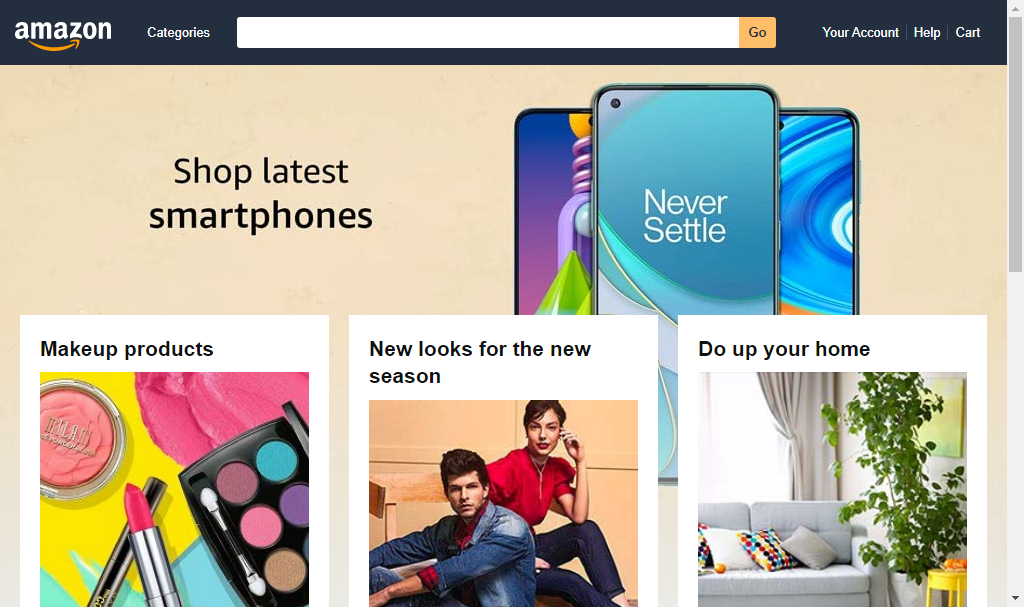 amazon
Categories
Go
Your Account
Help
Cart
Shop latest
smartphones
Never
Settle
Makeup products
New looks for the new
season
Do up your home
MILANI